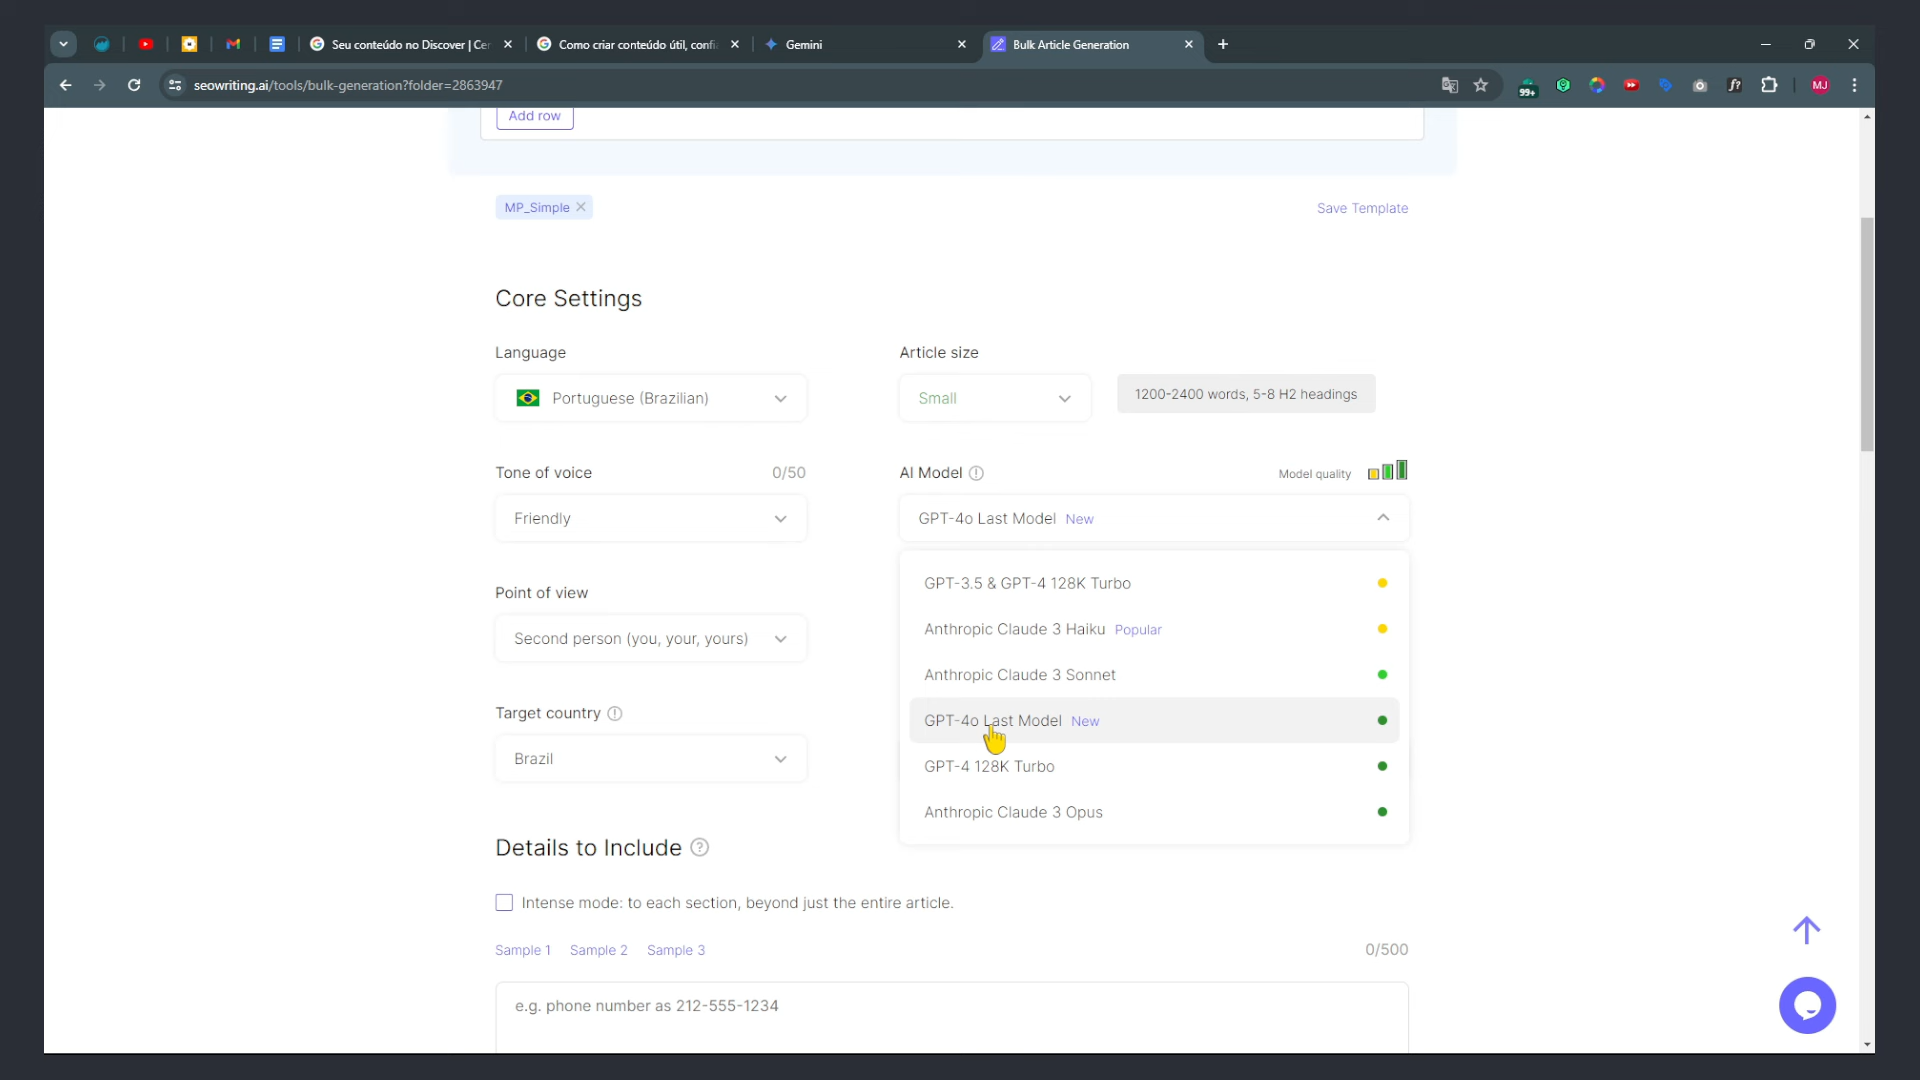 Seu conteúdo no Discover | Cer
Como criar conteúdo útil, confi
Gemini
Bulk Article Generation
seowriting.ai/tools/bulk-generation?folder=2863947
99+
f?
MJ
Add row
MP_Simple
Save Template
Core Settings
Language
Article size
Portuguese (Brazilian)
Small
1200-2400 words, 5-8 H2 headings
Tone of voice
0/50
AI Model
Model quality
Friendly
GPT-4o Last Model New
Point of view
GPT-3.5 & GPT-4 128K Turbo
Second person (you, your, yours)
Anthropic Claude 3 Haiku Popular
Anthropic Claude 3 Sonnet
Target country
GPT-4o Last Model New
Brazil
GPT-4 128K Turbo
Anthropic Claude 3 Opus
Details to Include
Intense mode: to each section, beyond just the entire article.
Sample 1 Sample 2 Sample 3
0/500
e.g. phone number as 212-555-1234